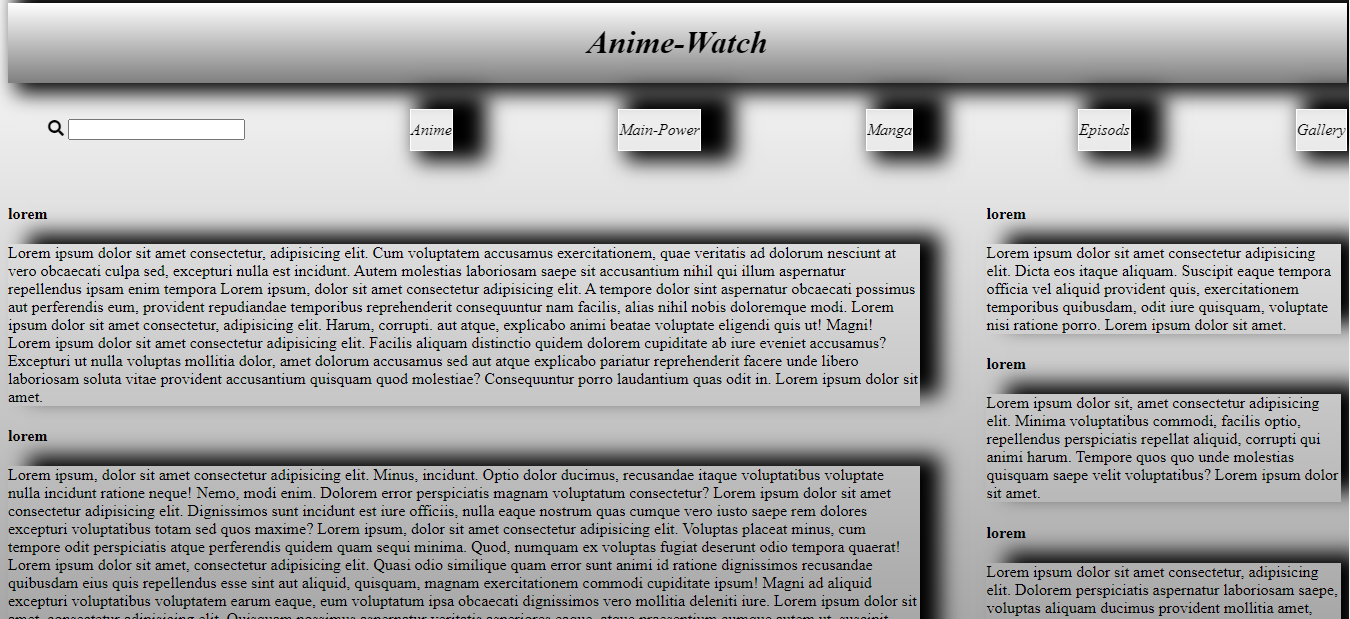 Anime-Watch
Anime
Main-Power
Manga
Episods
Gallery
lorem
Lorem ipsum dolor sit amet consectetur, adipisicing elit. Cum voluptatem accusamus exercitationem, quae veritatis ad dolorum nesciunt at
vero obcaecati culpa sed, excepturi nulla est incidunt. Autem molestias laboriosam saepe sit accusantium nihil qui illum aspernatur
repellendus ipsam enim tempora Lorem ipsum, dolor sit amet consectetur adipisicing elit. A tempore dolor sint aspernatur obcaecati possimus
aut perferendis eum, provident repudiandae temporibus reprehenderit consequuntur nam facilis, alias nihil nobis doloremque modi. Lorem
ipsum dolor sit amet consectetur, adipisicing elit. Harum, corrupti. aut atque, explicabo animi beatae voluptate eligendi quis ut! Magni!
Lorem ipsum dolor sit amet consectetur adipisicing elit. Facilis aliquam distinctio quidem dolorem cupiditate ab iure eveniet accusamus?
Excepturi ut nulla voluptas mollitia dolor, amet dolorum accusamus sed aut atque explicabo pariatur reprehenderit facere unde libero
laboriosam soluta vitae provident accusantium quisquam quod molestiae? Consequuntur porro laudantium quas odit in. Lorem ipsum dolor sit
amet.
lorem
Lorem ipsum, dolor sit amet consectetur adipisicing elit. Minus, incidunt. Optio dolor ducimus, recusandae itaque voluptatibus voluptate
nulla incidunt ratione neque! Nemo, modi enim. Dolorem error perspiciatis magnam voluptatum consectetur? Lorem ipsum dolor sit amet
consectetur adipisicing elit. Dignissimos sunt incidunt est iure officiis, nulla eaque nostrum quas cumque vero iusto saepe rem dolores
excepturi voluptatibus totam sed quos maxime? Lorem ipsum, dolor sit amet consectetur adipisicing elit. Voluptas placeat minus, cum
tempore odit perspiciatis atque perferendis quidem quam sequi minima. Quod, numquam ex voluptas fugiat deserunt odio tempora quaerat!
Lorem ipsum dolor sit amet, consectetur adipisicing elit. Quasi odio similique quam error sunt animi id ratione dignissimos recusandae
quibusdam eius quis repellendus esse sint aut aliquid, quisquam, magnam exercitationem commodi cupiditate ipsum! Magni ad aliquid
excepturi voluptatibus voluptatem earum eaque, eum voluptatum ipsa obcaecati dignissimos vero mollitia deleniti iure. Lorem ipsum dolor sit
lorem
Lorem ipsum dolor sit amet consectetur adipisicing
elit. Dicta eos itaque aliquam. Suscipit eaque tempora
officia vel aliquid provident quis, exercitationem
temporibus quibusdam, odit iure quisquam, voluptate
nisi ratione porro. Lorem ipsum dolor sit amet.
lorem
Lorem ipsum dolor sit, amet consectetur adipisicing
elit. Minima voluptatibus commodi, facilis optio,
repellendus perspiciatis repellat aliquid, corrupti qui
animi harum. Tempore quos quo unde molestias
quisquam saepe velit voluptatibus? Lorem ipsum dolor
sit amet.
lorem
Lorem ipsum dolor sit amet consectetur, adipisicing
elit. Dolorem perspiciatis aspernatur laboriosam saepe,
voluptas aliquam ducimus provident mollitia amet,